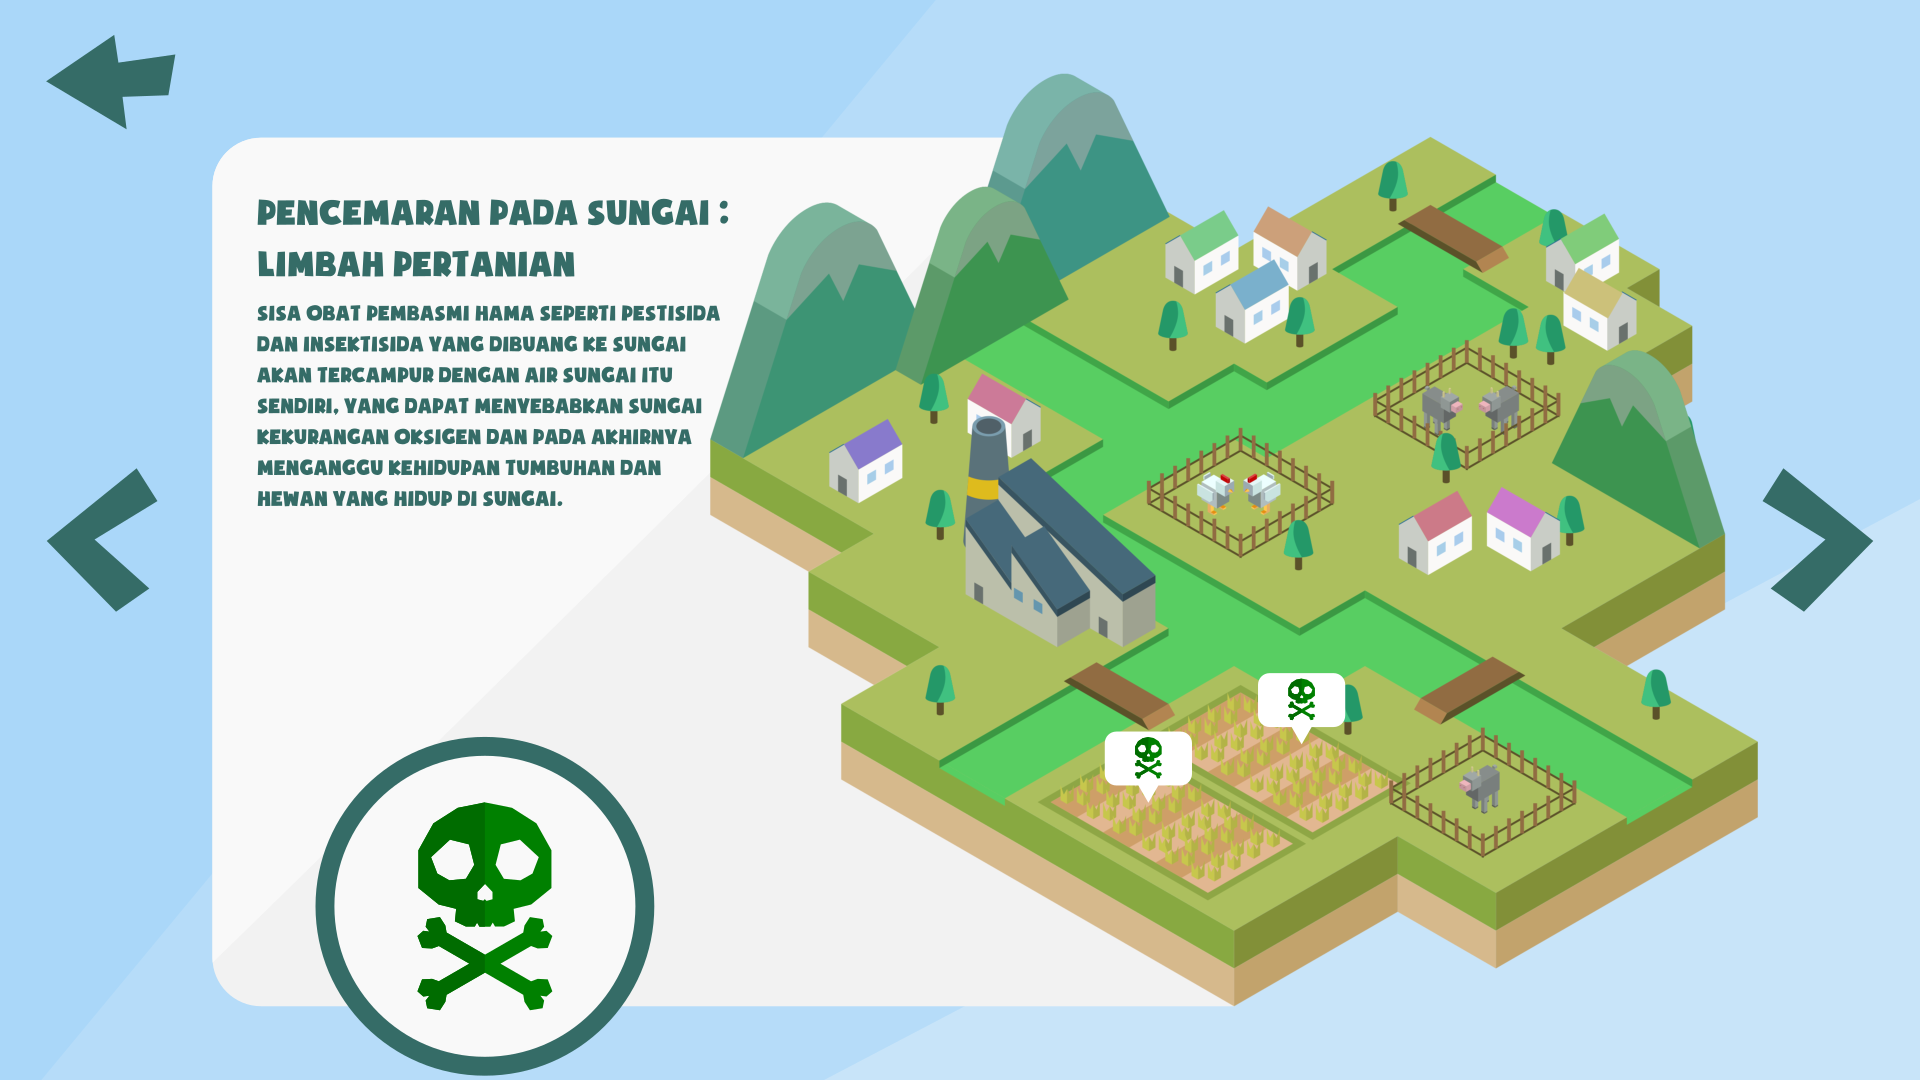 PENCEMARAN PADA SUNGAI :
LIMBAH PERTANIAN
SISA OBAT PEMBASMI HAMA SEPERTI PESTISIDA
DAN INSEKTISIDA YANG DIBUANG KE SUNGAI
AKAN TERCAMPUR DENGAN AIR SUNGAI ITU
SENDIRI, YANG DAPAT MENYEBABKAN SUNGAI
KEKURANGAN OKSIGEN DAN PADA AKHIRNYA
MENGANGGU KEHIDUPAN TUMBUHAN DAN
HEWAN YANG HIDUP DI SUNGAI.